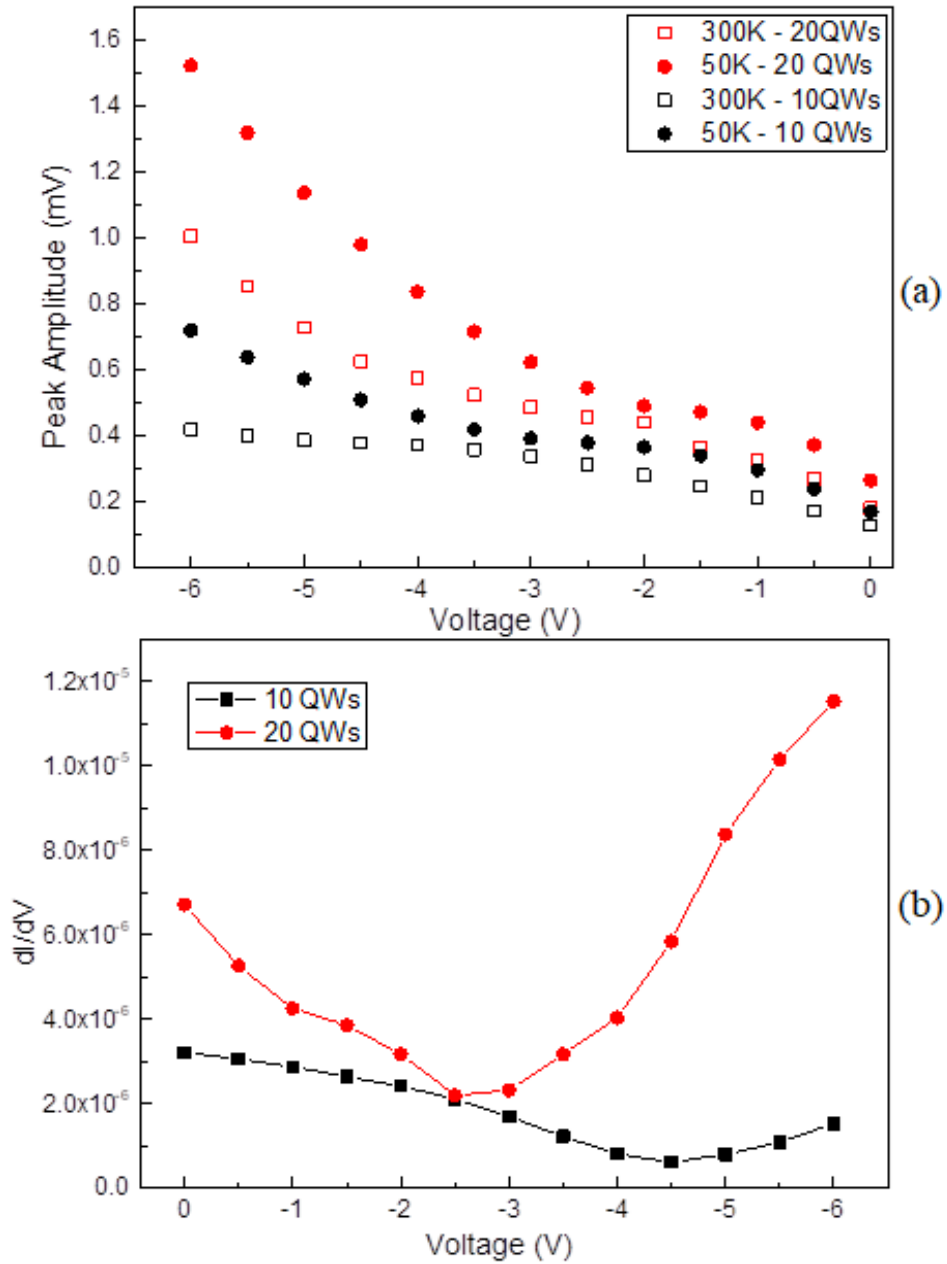 1.6
1.4
1.2
1.0
0.8
0.6
0.4
0.2
0.0
Peak Amplitude (mV)
300K - 20QWs
50K - 20 QWs
300K - 10QWs
50K - 10 QWs
(a)
-6 -5 -4 -3 -2 -1 0
Voltage (V)
1.2x10⁻⁵
1.0x10⁻⁵
8.0x10⁻⁶
6.0x10⁻⁶
4.0x10⁻⁶
2.0x10⁻⁶
0.0
dI/dV
10 QWs
20 QWs
(b)
0 -1 -2 -3 -4 -5 -6
Voltage (V)